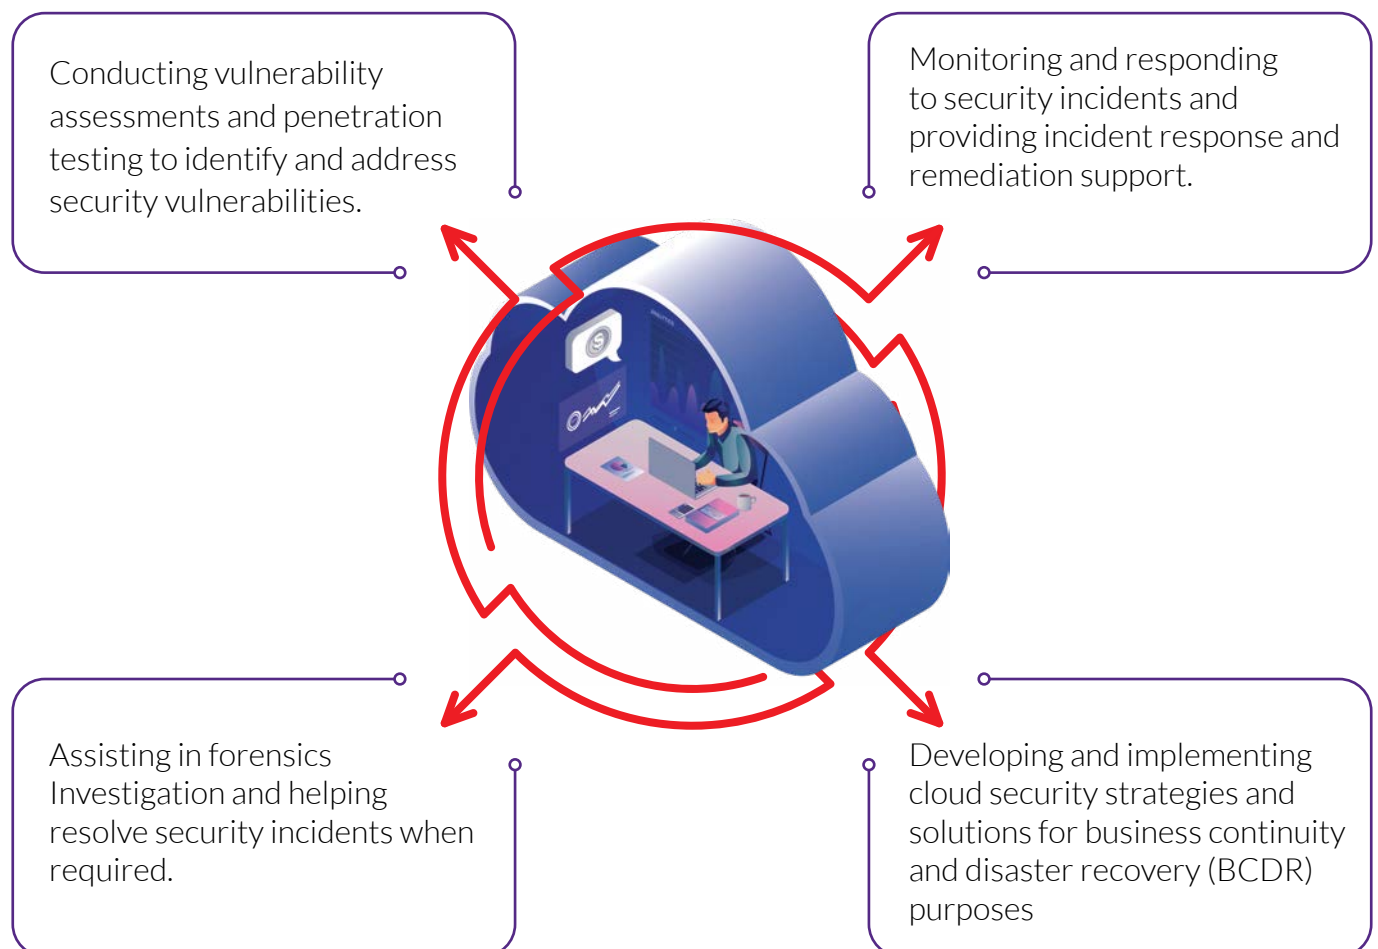 Conducting vulnerability
assessments and penetration
testing to identify and address
security vulnerabilities.
Monitoring and responding
to security incidents and
providing incident response and
remediation support.
ANALYTICS
S
Assisting in forensics
Investigation and helping
resolve security incidents when
required.
Developing and implementing
cloud security strategies and
solutions for business continuity
and disaster recovery (BCDR)
purposes